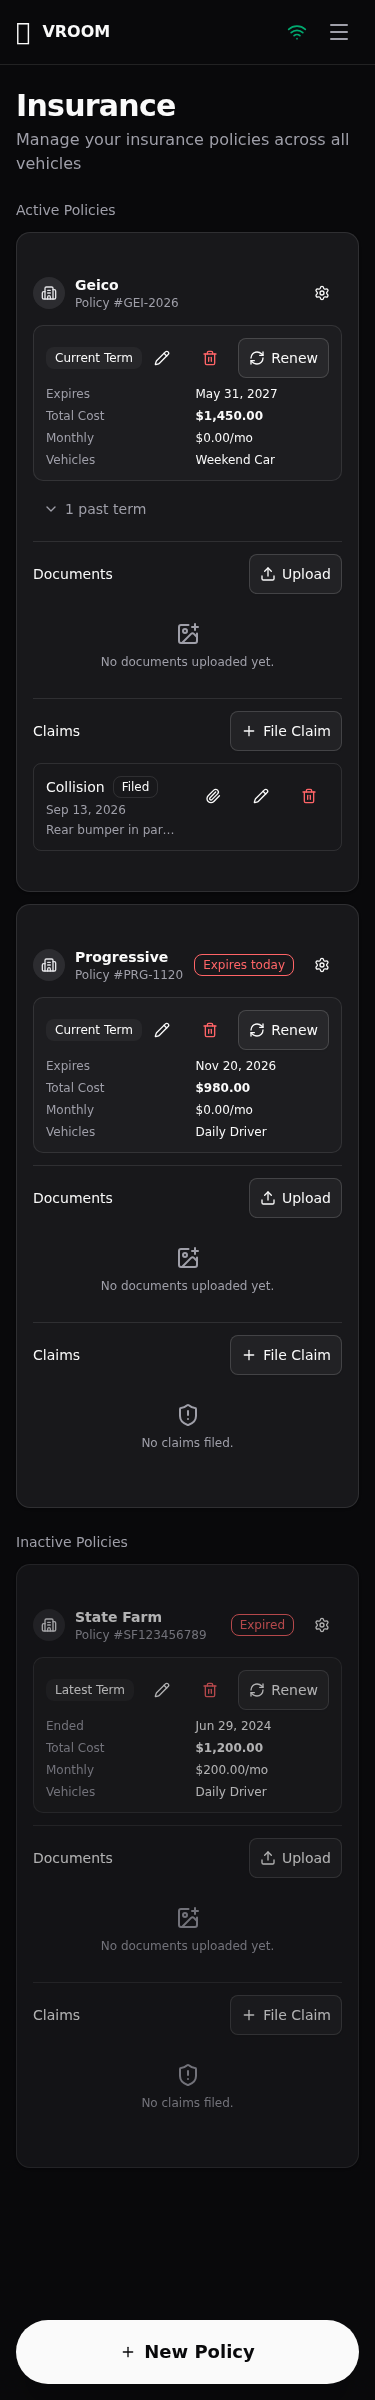 VROOM
Insurance
Manage your insurance policies across all
vehicles
Active Policies
Geico
Policy #GEI-2026
Current Term
Renew
Expires May 31, 2027
Total Cost $1,450.00
Monthly $0.00/mo
Vehicles Weekend Car
1 past term
Documents Upload
No documents uploaded yet.
Claims File Claim
Collision Filed
Sep 13, 2026
Rear bumper in par...
Progressive
Policy #PRG-1120
Expires today
Current Term
Renew
Expires Nov 20, 2026
Total Cost $980.00
Monthly $0.00/mo
Vehicles Daily Driver
Documents Upload
No documents uploaded yet.
Claims File Claim
No claims filed.
Inactive Policies
State Farm
Policy #SF123456789
Expired
Latest Term
Renew
Ended Jun 29, 2024
Total Cost $1,200.00
Monthly $200.00/mo
Vehicles Daily Driver
Documents Upload
No documents uploaded yet.
Claims File Claim
No claims filed.
New Policy